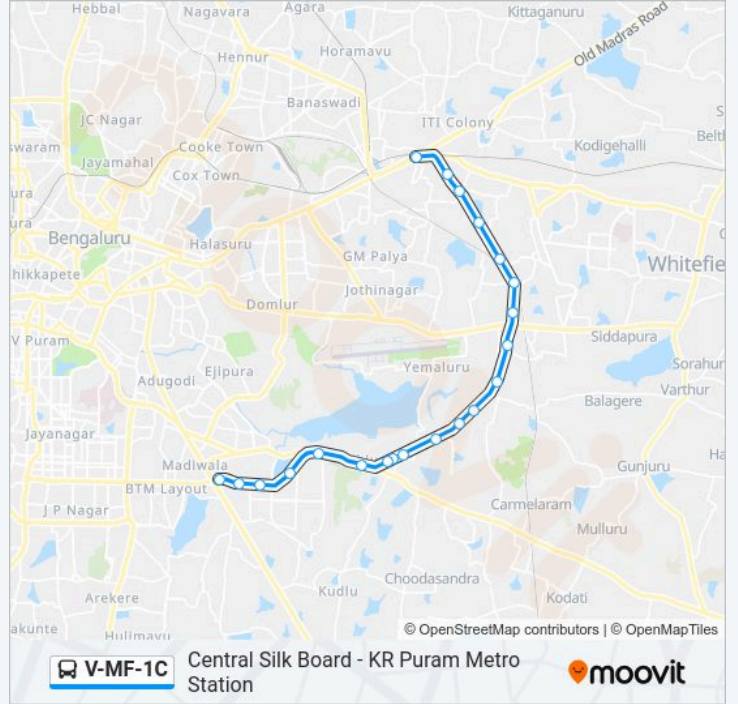 Hebbal
Nagavara
Agara
Kittaganuru
Old Madras Road
Horamavu
Hennur
Banaswadi
JC Nagar
ITI Colony
Cooke Town
Kodigehalli
Jayamahal
Cox Town
Bengaluru
Halasuru
GM Palya
Whitefie
Jothinagar
Domlur
Siddapura
V Puram
Ejipura
Yemaluru
Sorahur
Adugodi
Varthur
Balagere
Jayanagar
Madiwala
Gunjuru
BTM Layout
Carmelaram
J P Nagar
Mulluru
Choodasandra
Kudlu
Arekere
Kodati
Hullimavu
© OpenStreetMap contributors | © OpenMapTiles
V-MF-1C
Central Silk Board - KR Puram Metro
Station
moovit